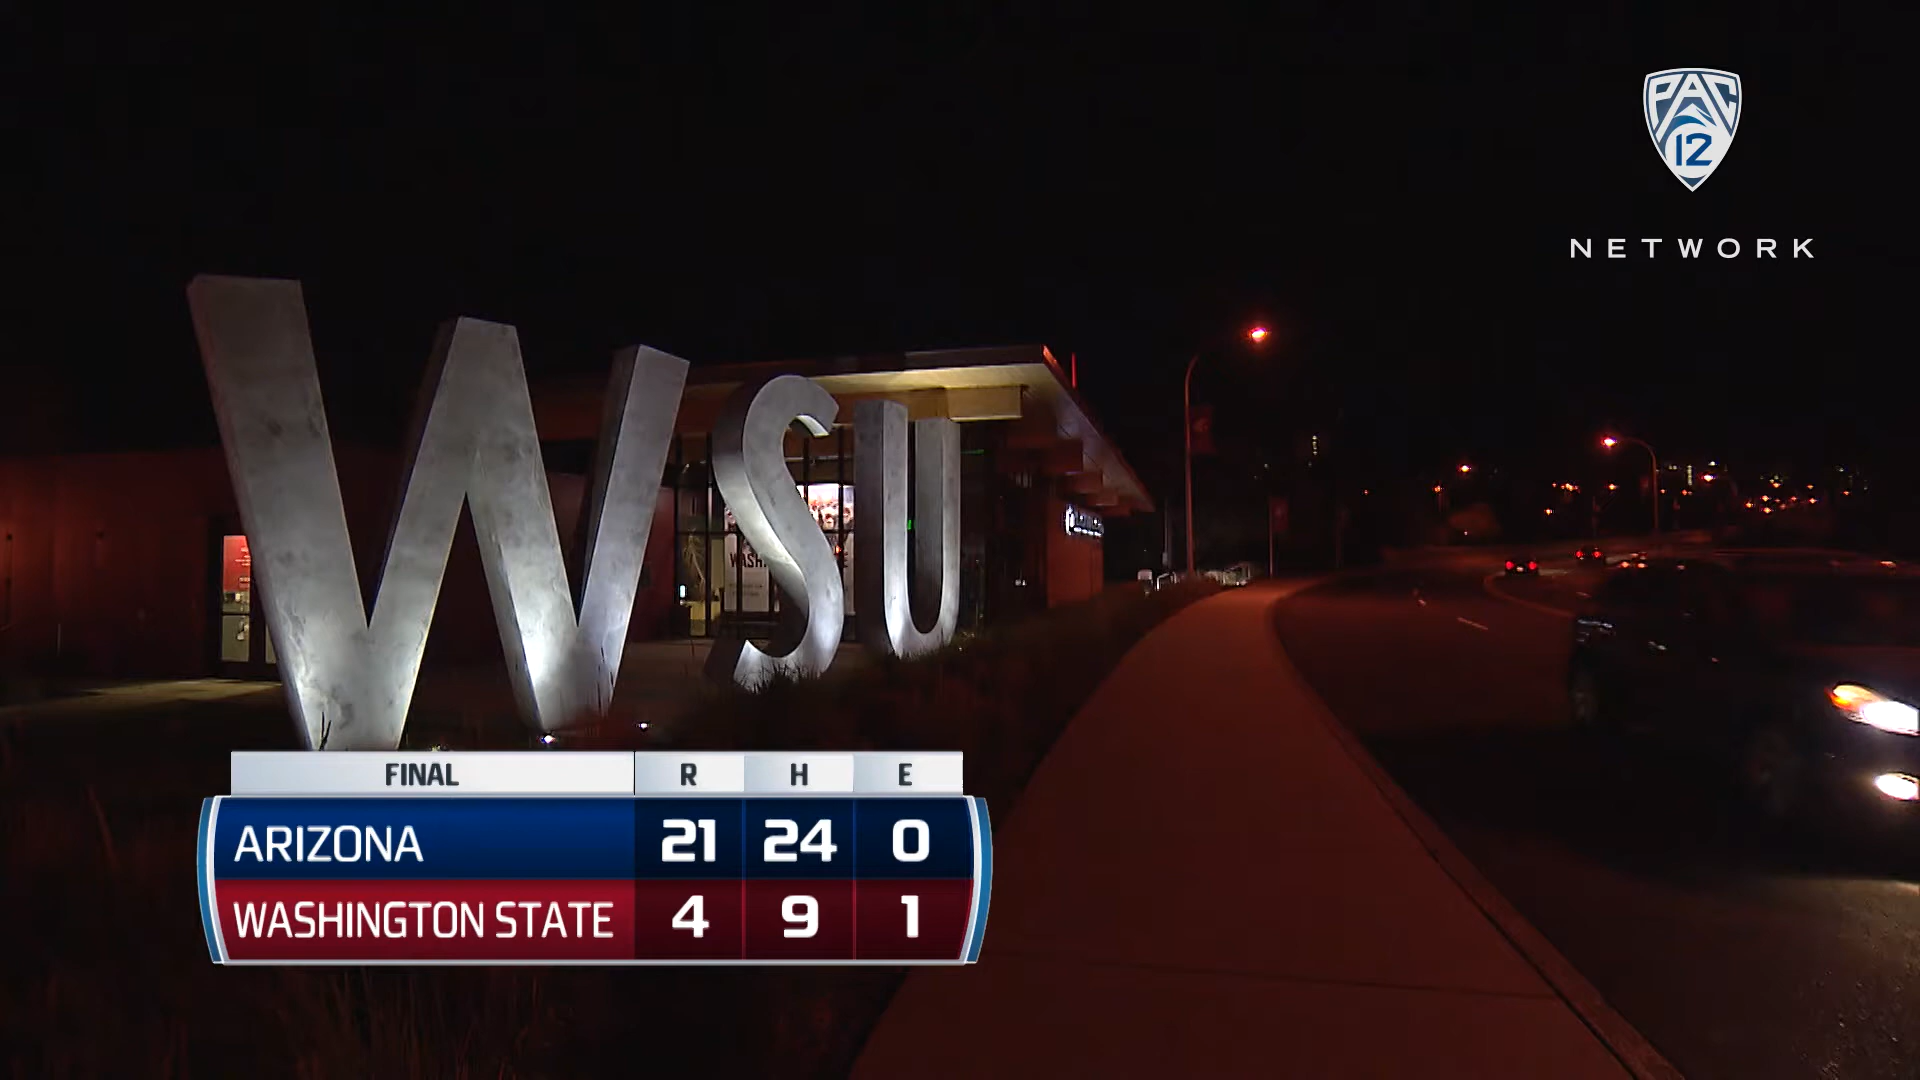 PAC
12
NETWORK
WSU
FINAL R H E
ARIZONA 21 24 0
WASHINGTON STATE 4 9 1